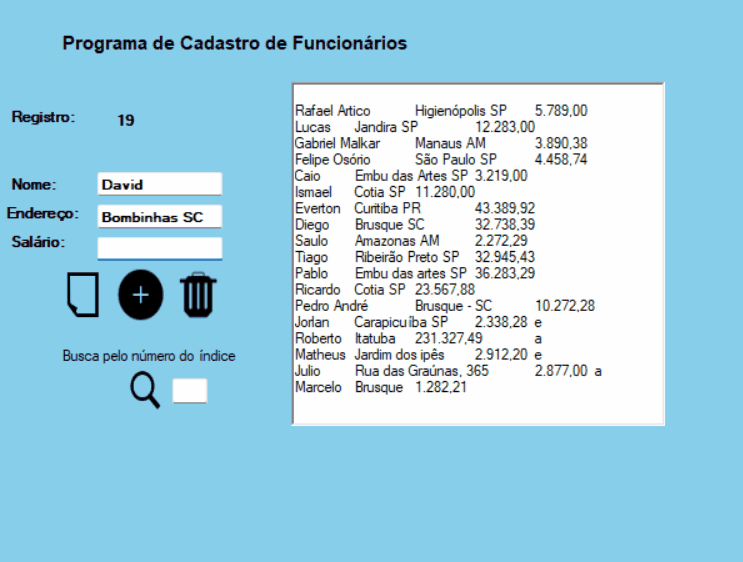 Programa de Cadastro de Funcionários
Registro: 19
Nome: David
Endereço: Bombinhas SC
Salário:
Busca pelo número do índice
Rafael Artico Higienópolis SP 5.789,00
Lucas Jandira SP 12.283,00
Gabriel Malkar Manaus AM 3.890,38
Felipe Osório São Paulo SP 4.458,74
Caio Embu das Artes SP 3.219,00
Ismael Cotia SP 11.280,00
Everton Curitiba PR 43.389,92
Diego Brusque SC 32.738,39
Saulo Amazonas AM 2.272,29
Tiago Ribeirão Preto SP 32.945,43
Pablo Embu das artes SP 36.283,29
Ricardo Cotia SP 23.567,88
Pedro André Brusque - SC 10.272,28
Jorlan Carapicuíba SP 2.338,28 e
Roberto Itatuba 231.327,49 a
Matheus Jardim dos ipês 2.912,20 e
Julio Rua das Graúnas, 365 2.877,00 a
Marcelo Brusque 1.282,21